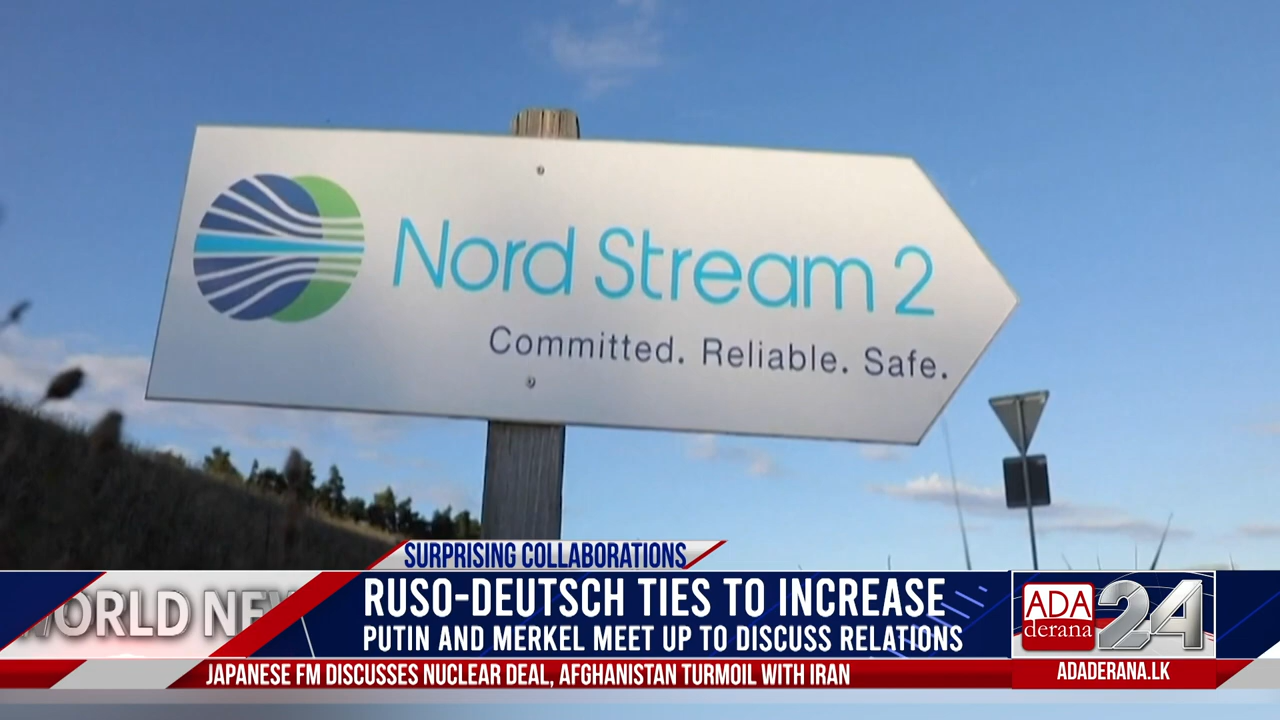 Nord Stream 2
Committed. Reliable. Safe.
SURPRISING COLLABORATIONS
RUSO-DEUTSCH TIES TO INCREASE
PUTIN AND MERKEL MEET UP TO DISCUSS RELATIONS
JAPANESE FM DISCUSSES NUCLEAR DEAL, AFGHANISTAN TURMOIL WITH IRAN
ADA
derana
24
ADADERANA.LK